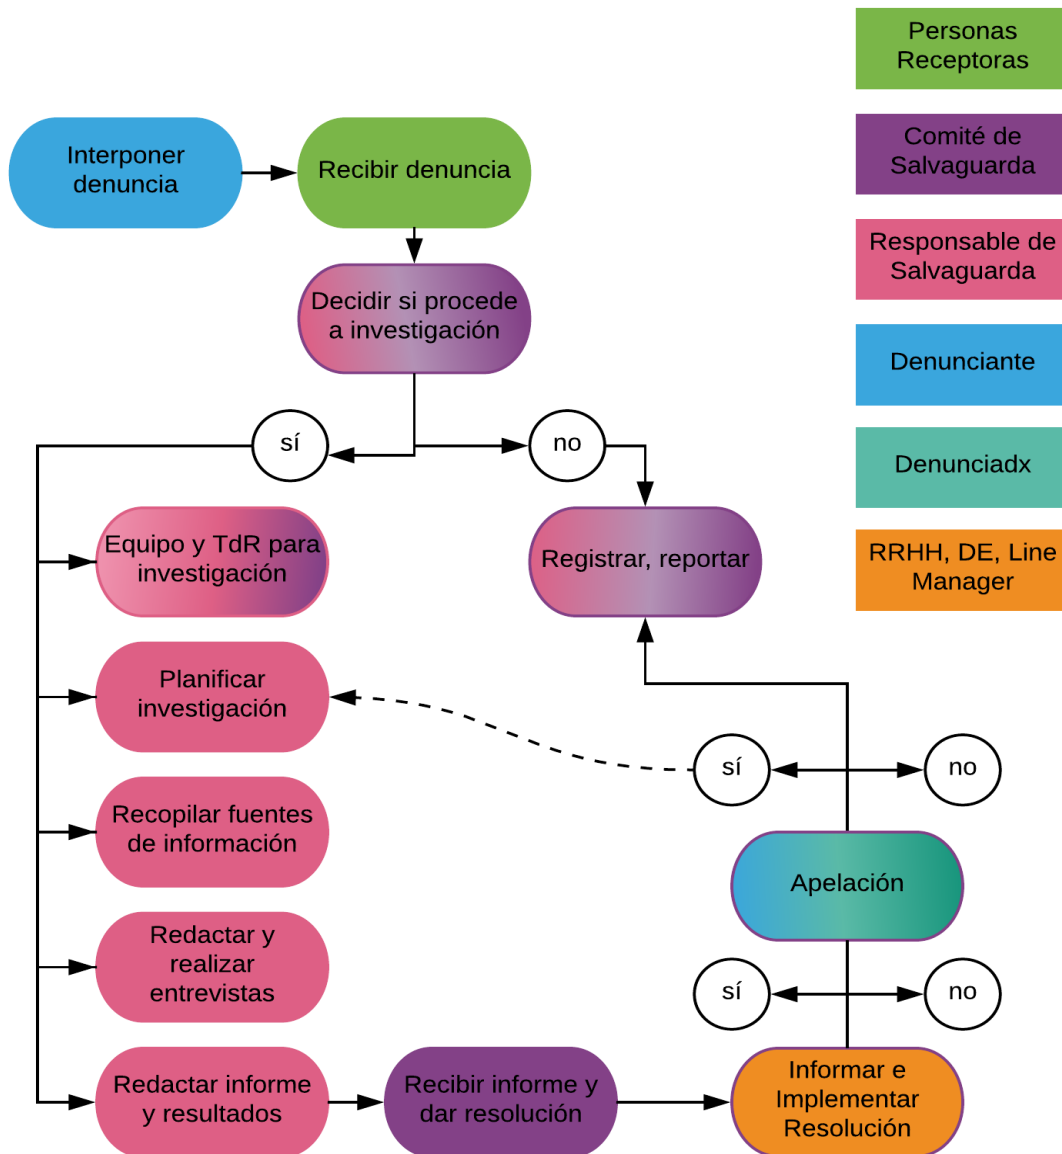 Personas
Receptoras
Interponer
denuncia
Recibir denuncia
Comité de
Salvaguarda
Decidir si procede
a investigación
Responsable de
Salvaguarda
Denunciante
sí
no
Denunciadx
Equipo y TdR para
investigación
Registrar, reportar
RRHH, DE, Line
Manager
Planificar
investigación
sí
no
Recopilar fuentes
de información
Apelación
Redactar y
realizar
entrevistas
sí
no
Redactar informe
y resultados
Recibir informe y
dar resolución
Informar e
Implementar
Resolución